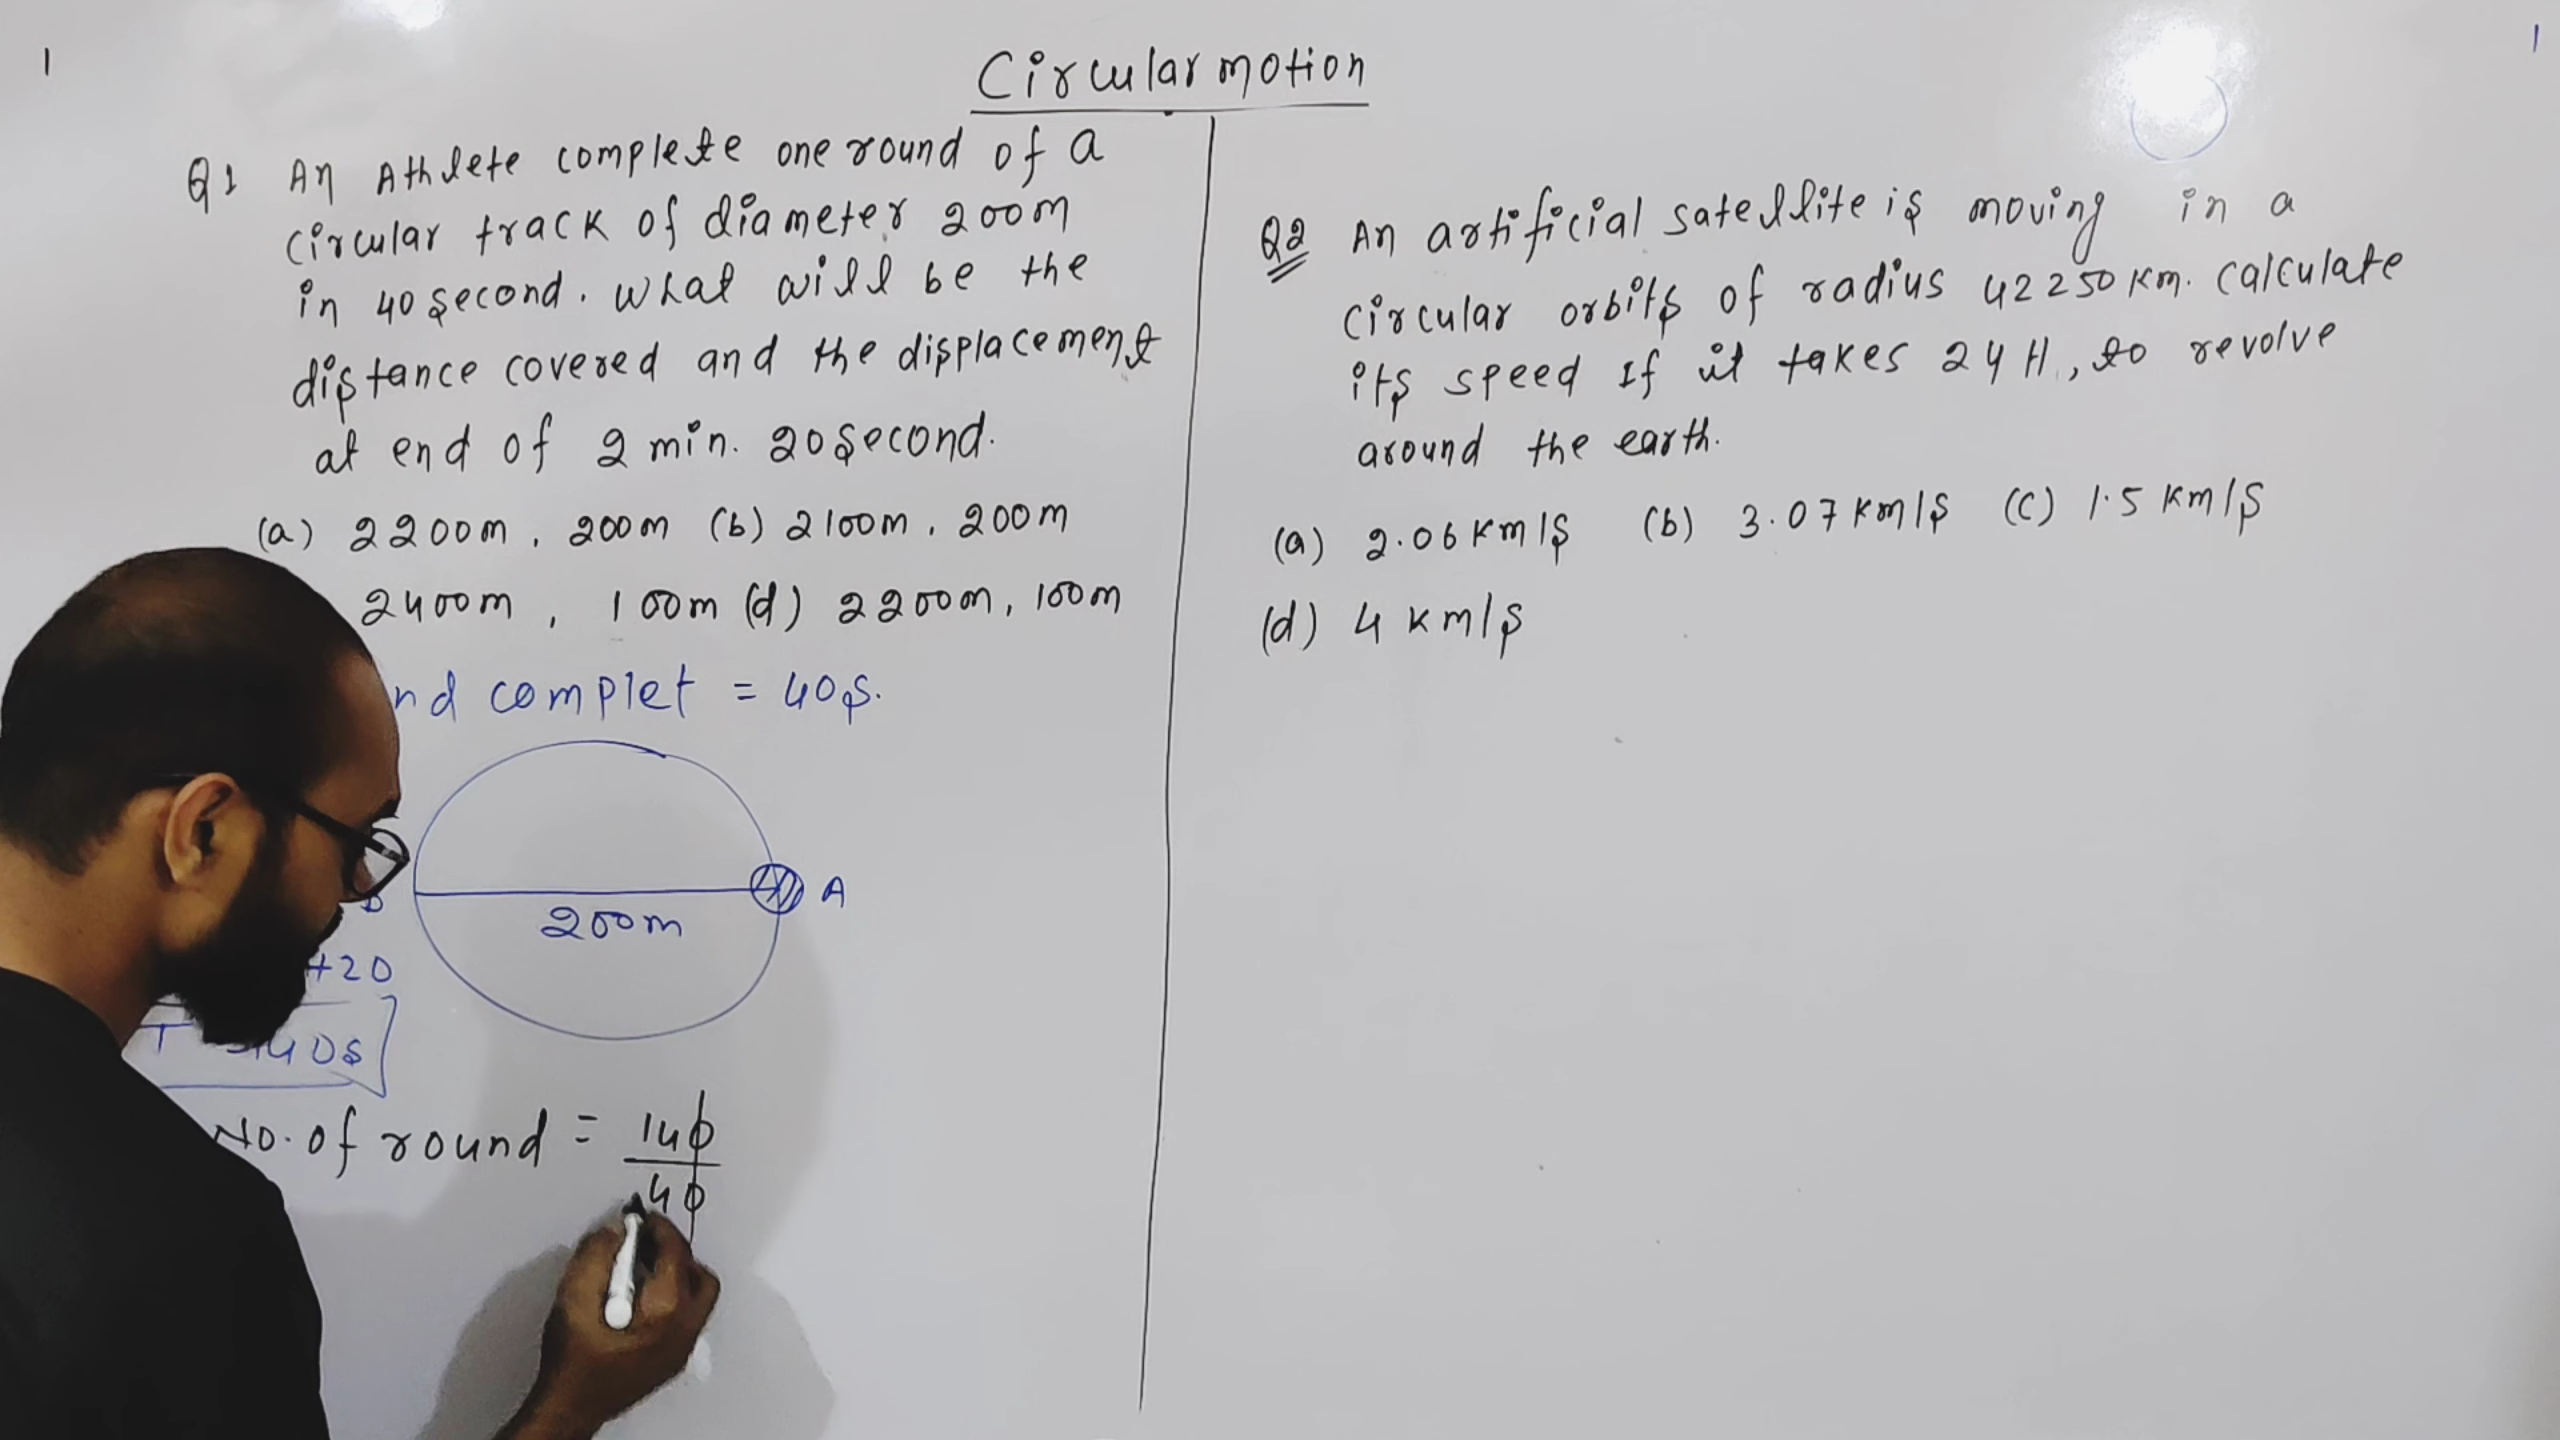 Circular motion
Q1 An Athlete complete one round of a
circular track of diameter 200m
in 40 second. what will be the
distance covered and the displacement
at end of 2 min. 20 second.
(a) 2200m, 200m (b) 2100m, 200m
2400m, 100m (d) 2200m, 100m
nd complet = 40s.
A
200m
+20
T 140s
No. of round = 140
40
Q2 An artificial satellite is moving in a
circular orbits of radius 42250 km. calculate
its speed If it takes 24 H, to revolve
around the earth.
(a) 2.06 km/s (b) 3.07 km/s (c) 1.5 km/s
(d) 4 km/s